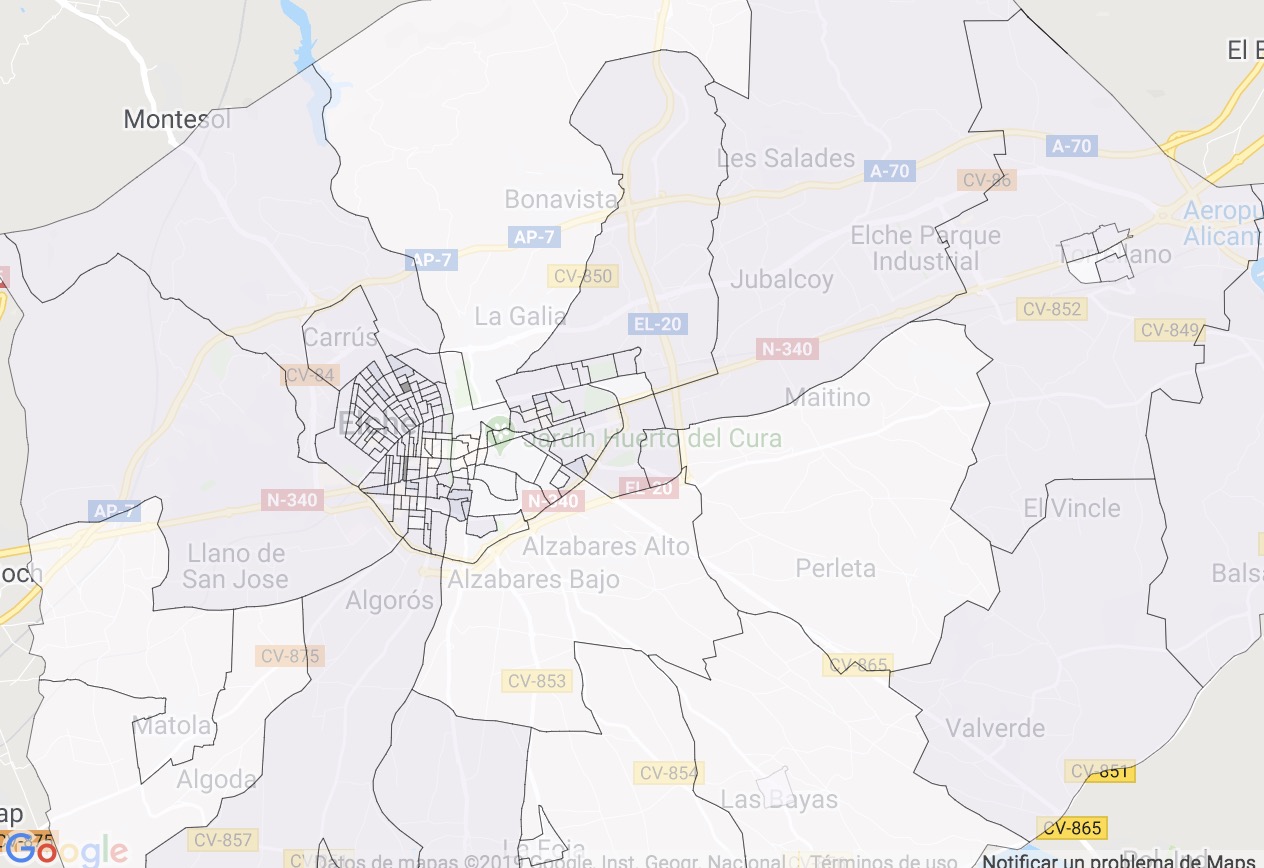 El
Montesol
Les Salades
A-70
A-70
CV-86
Bonavista
Aeropu
Alicant
AP-7
AP-7
Elche Parque
Industrial
CV-850
Jubalcoy
La Galia
EL-20
CV-852
CV-849
Carrús
N-340
CV-84
Maitino
Elche
Jardín Huerto del Cura
EL-20
N-340
N-340
AP-7
El Vincle
Llano de
San Jose
Alzabares Alto
Perleta
Alzabares Bajo
Balsa
och
Algorós
CV-875
CV-865
CV-853
Matola
Valverde
Algoda
CV-854
CV-851
Las Bayas
ap
CV-865
CV-857
CV-875
Google
La Foia
Datos de mapas ©2019 Google, Inst. Geogr. Nacional
Términos de uso
Notificar un problema de Maps